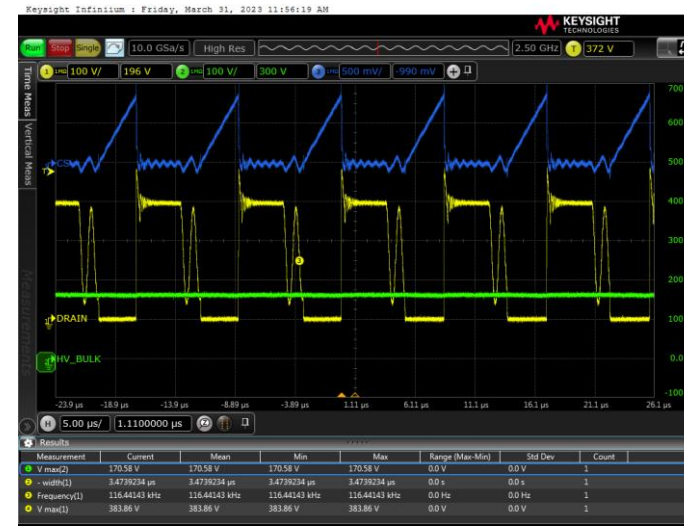 Keysight Infiniium : Friday, March 31, 2023 11:56:19 AM
KEYSIGHT
TECHNOLOGIES
Run Stop Single 10.0 GSa/s High Res 2.50 GHz T 372 V
1 1MΩ 100 V/ 196 V 2 1MΩ 100 V/ 300 V 3 1MΩ 500 mV/ -990 mV
Time Meas
Vertical Meas
Measurements
700
600
CS
500
T
400
300
3
200
DRAIN
100
HV_BULK
0.0
-100
-23.9 µs -18.9 µs -13.9 µs -8.89 µs -3.89 µs 1.11 µs 6.11 µs 11.1 µs 16.1 µs 21.1 µs 26.1 µs
H 5.00 µs/ 1.1100000 µs
Results
Measurement Current Mean Min Max Range (Max-Min) Std Dev Count
V max(2) 170.58 V 170.58 V 170.58 V 170.58 V 0.0 V 0.0 V 1
- width(1) 3.4739234 µs 3.4739234 µs 3.4739234 µs 3.4739234 µs 0.0 s 0.0 s 1
Frequency(1) 116.44143 kHz 116.44143 kHz 116.44143 kHz 116.44143 kHz 0.0 Hz 0.0 Hz 1
V max(1) 383.86 V 383.86 V 383.86 V 383.86 V 0.0 V 0.0 V 1